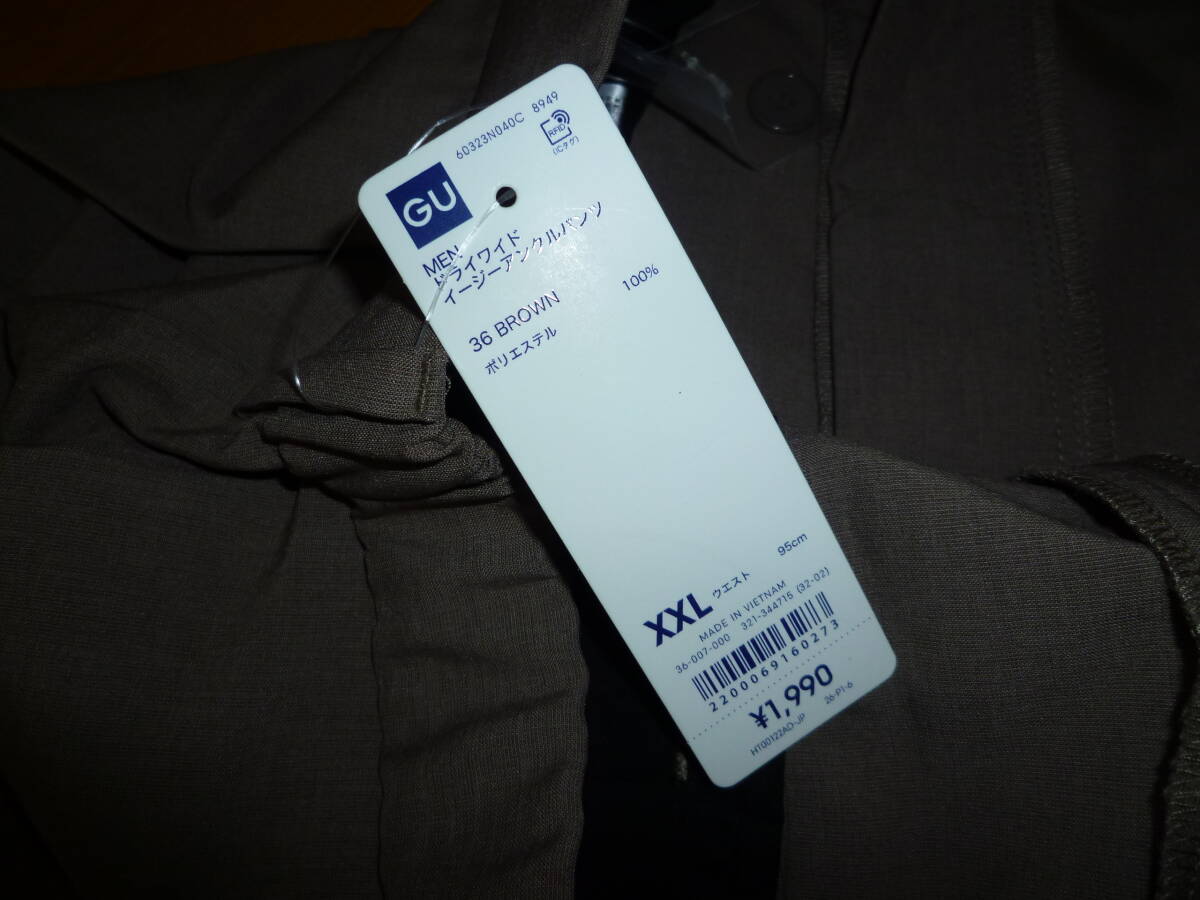 60323N040C 8949
RFID
(ICタグ)
GU
MEN
ドライワイド
イージーアンクルパンツ
36 BROWN
ポリエステル 100%
XXL ウエスト 95cm
MADE IN VIETNAM
36-007-000 321-344715 (32-02)
2200069160273
¥1,990
HT00122AD-JP 26-P1-6